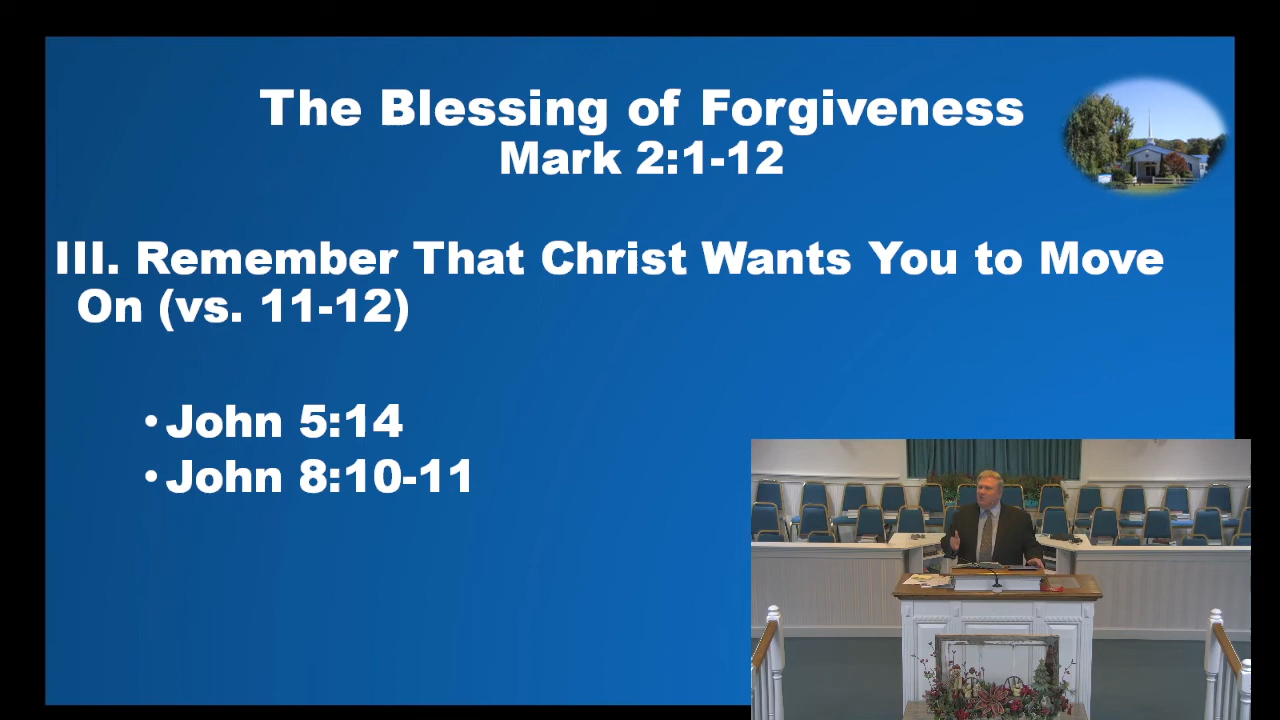 The Blessing of Forgiveness
Mark 2:1-12
III. Remember That Christ Wants You to Move
On (vs. 11-12)
• John 5:14
• John 8:10-11